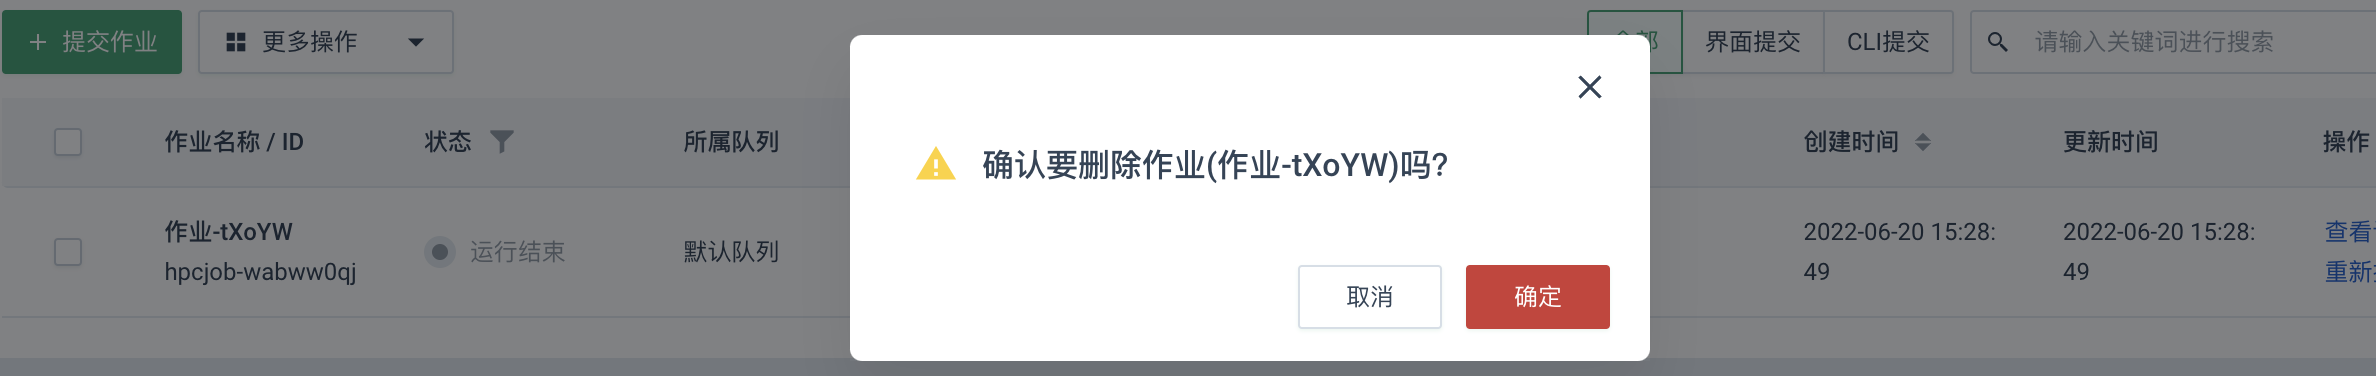 + 提交作业
更多操作
部
界面提交
CLI提交
请输入关键词进行搜索
作业名称 / ID
状态
所属队列
创建时间
更新时间
操作
确认要删除作业(作业-tXoYW)吗?
作业-tXoYW
hpcjob-wabww0qj
运行结束
默认队列
2022-06-20 15:28:
49
2022-06-20 15:28:
49
查看
重新
取消
确定